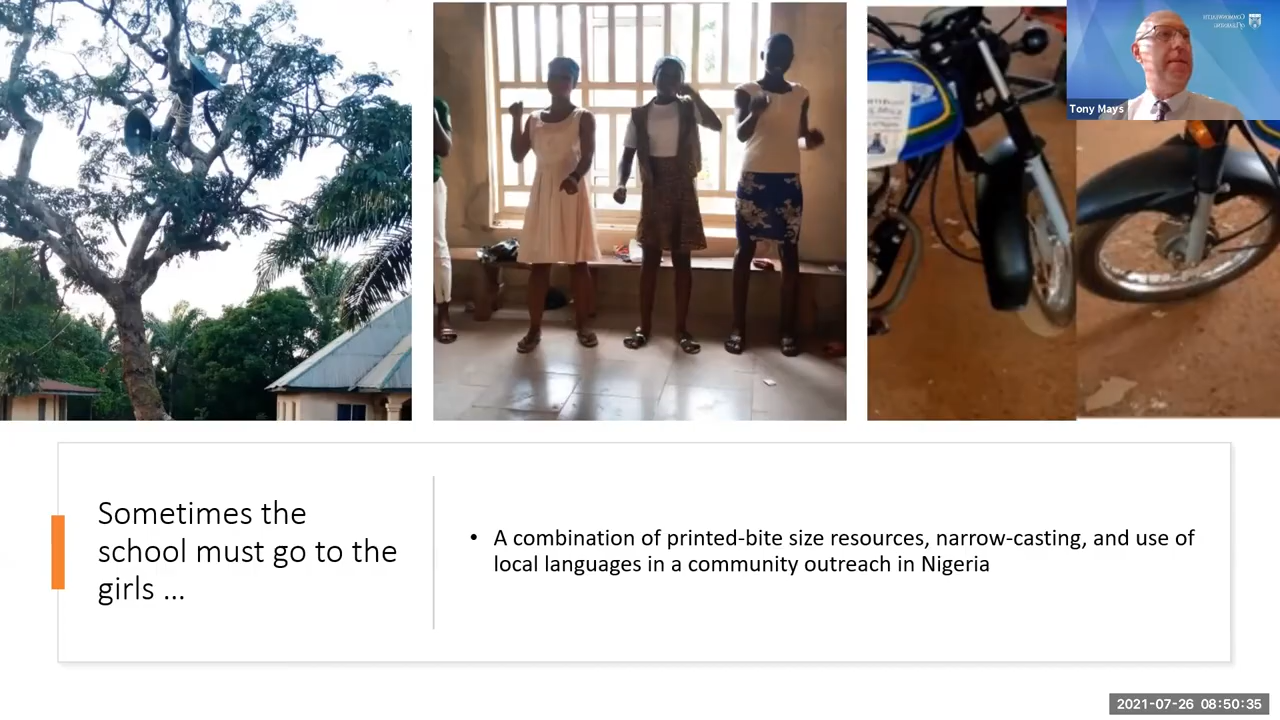 Tony Mays
Sometimes the
school must go to the
girls ...
• A combination of printed-bite size resources, narrow-casting, and use of
local languages in a community outreach in Nigeria
2021-07-26 08:50:35